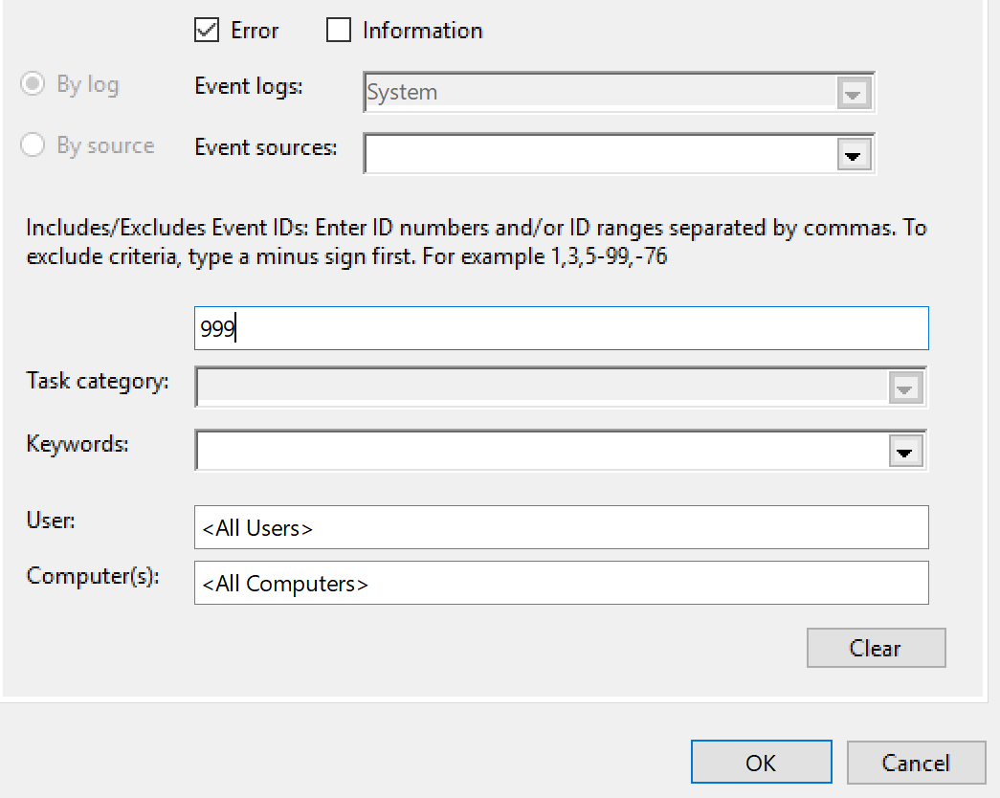 Error Information
By log Event logs: System
By source Event sources:
Includes/Excludes Event IDs: Enter ID numbers and/or ID ranges separated by commas. To
exclude criteria, type a minus sign first. For example 1,3,5-99,-76
999
Task category:
Keywords:
User: <All Users>
Computer(s): <All Computers>
Clear
OK Cancel